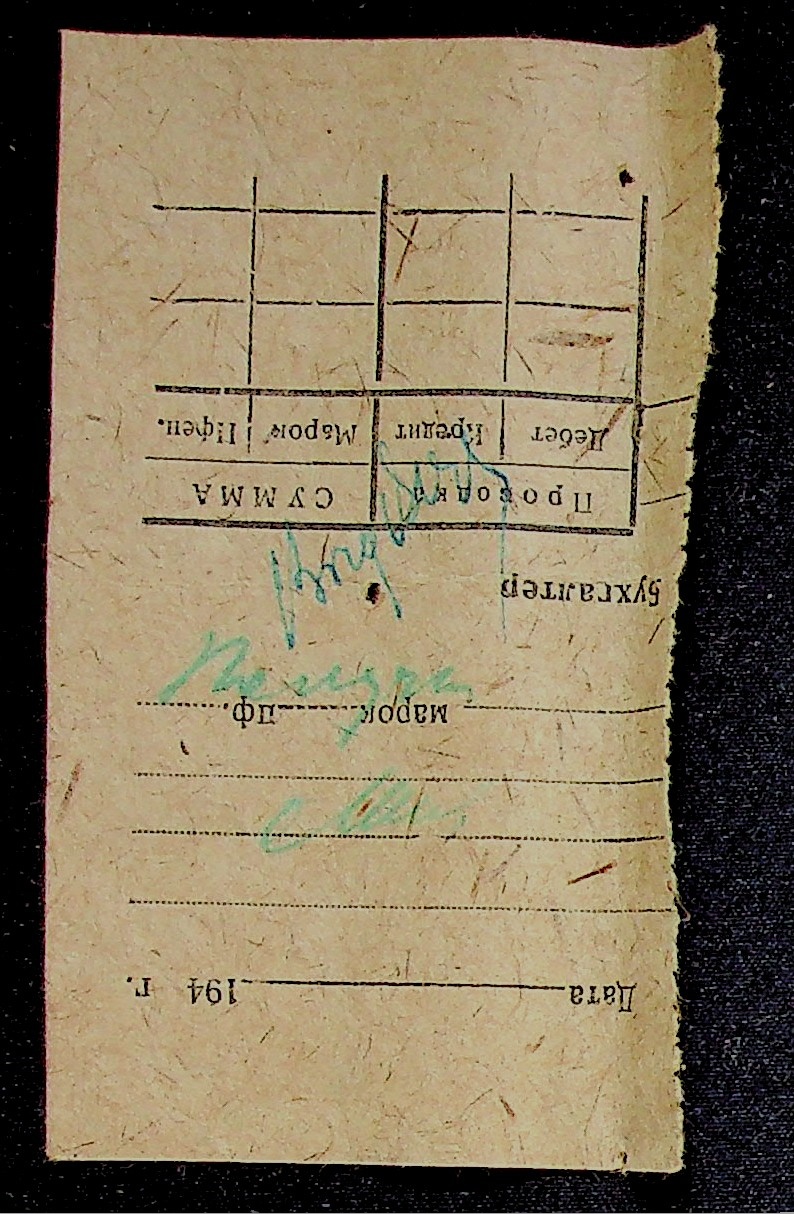 Дата 194 г.
марок пф.
бухгалтер
Проводка СУММА
Дебет Кредит Марок Пфен.